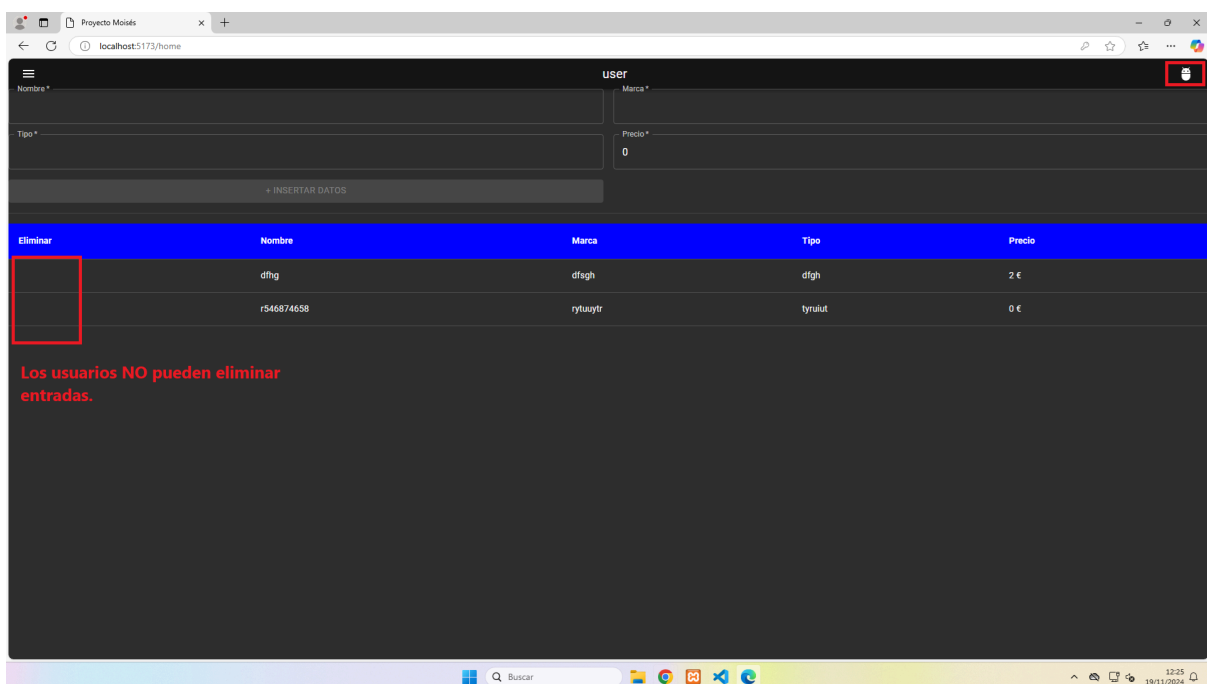 Proyecto Moisés
localhost:5173/home
user
Nombre *
Marca *
Tipo *
Precio *
0
+ INSERTAR DATOS
Eliminar Nombre Marca Tipo Precio
dfhg dfsgh dfgh 2 €
r546874658 rytuuytr tyruiut 0 €
Los usuarios NO pueden eliminar
entradas.
Buscar
12:25
19/11/2024